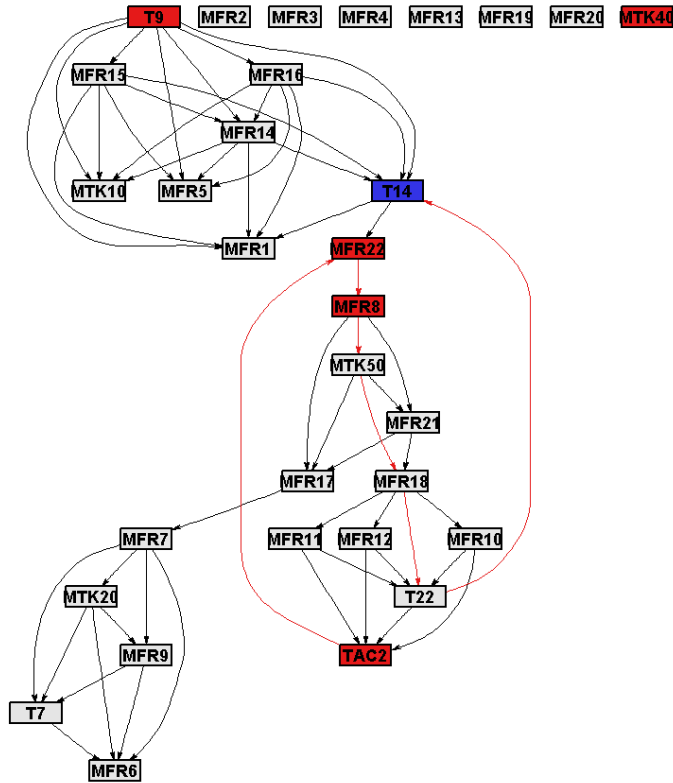 T9 MFR2 MFR3 MFR4 MFR13 MFR19 MFR20 MTK40
MFR15 MFR16
MFR14
MTK10 MFR5 T14
MFR1 MFR22
MFR8
MTK50
MFR21
MFR17 MFR18
MFR7 MFR11 MFR12 MFR10
MTK20 T22
MFR9 TAC2
T7
MFR6